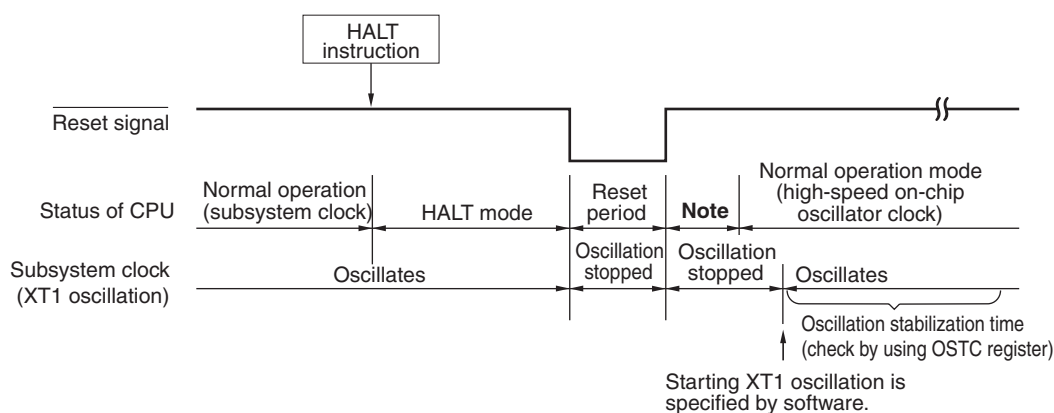 HALT
instruction
Reset signal
Status of CPU
Normal operation
(subsystem clock)
HALT mode
Reset
period
Note
Normal operation mode
(high-speed on-chip
oscillator clock)
Subsystem clock
(XT1 oscillation)
Oscillates
Oscillation
stopped
Oscillation
stopped
Oscillates
Oscillation stabilization time
(check by using OSTC register)
Starting XT1 oscillation is
specified by software.